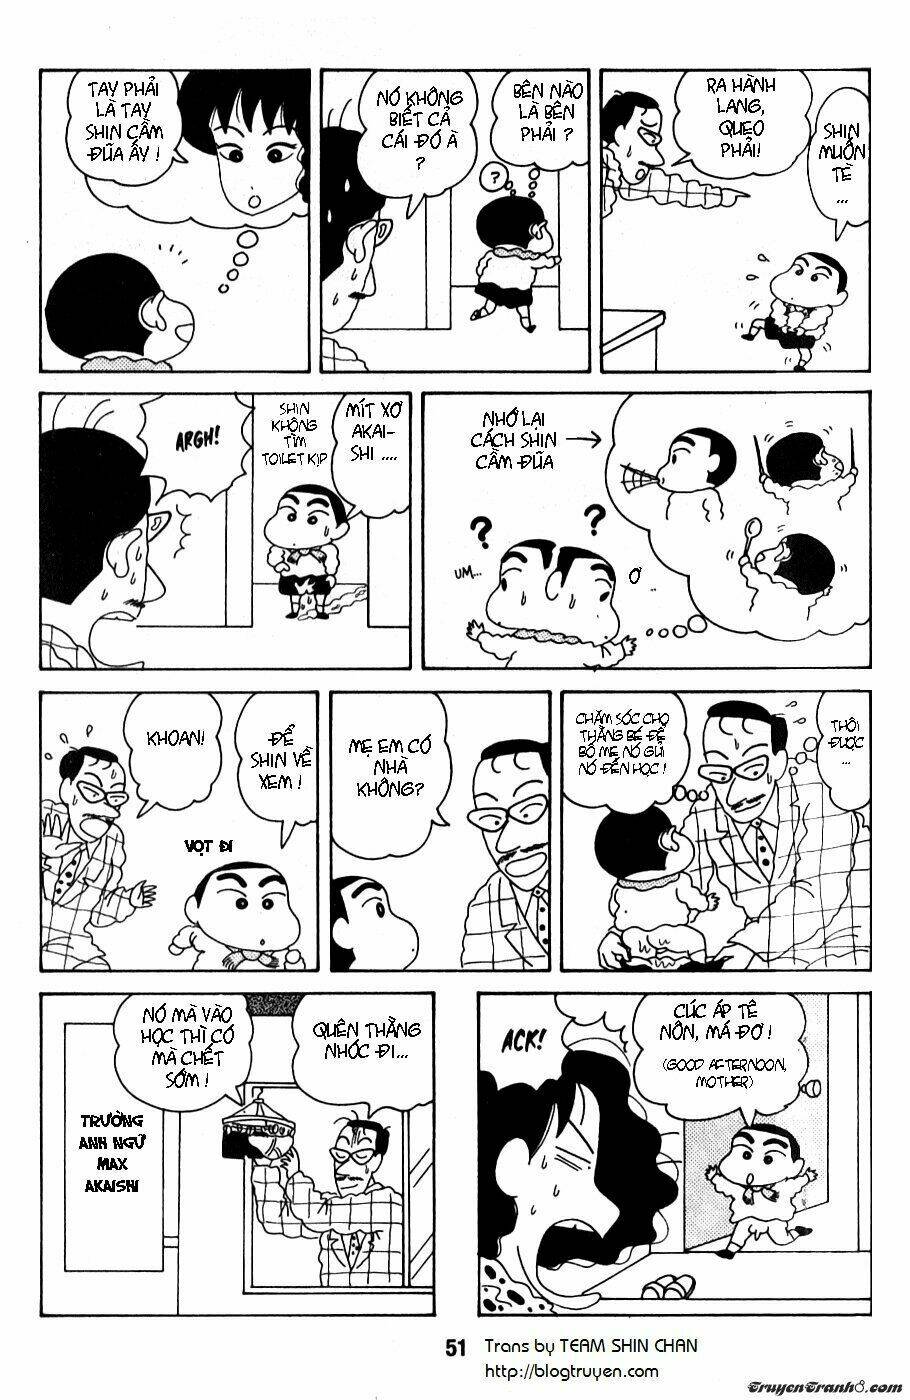 SHIN
MUỐN
TÈ
...
RA HÀNH
LANG,
QUẸO
PHẢI!
BÊN NÀO
LÀ BÊN
PHẢI ?
?
NÓ KHÔNG
BIẾT CẢ
CÁI ĐÓ À
?
TAY PHẢI
LÀ TAY
SHIN CẦM
ĐŨA ẤY !
NHỚ LẠI
CÁCH SHIN
CẦM ĐŨA
?
?
UM...
Ơ
MÍT XƠ
AKAI-
SHI ....
SHIN
KHÔNG
TÌM
TOILET KỊP
ARGH!
THÔI
ĐƯỢC
...
CHĂM SÓC CHO
THẰNG BÉ ĐỂ
BỐ MẸ NÓ GỬI
NÓ ĐẾN HỌC !
MẸ EM CÓ
NHÀ
KHÔNG?
ĐỂ
SHIN VỀ
XEM !
KHOAN!
VỌT ĐI
CÚC ÁP TÊ
NÔN, MÁ ĐƠ !
(GOOD AFTERNOON,
MOTHER)
ACK!
QUÊN THẰNG
NHÓC ĐI...
NÓ MÀ VÀO
HỌC THÌ CÓ
MÀ CHẾT
SỚM !
TRƯỜNG
ANH NGỮ
MAX
AKAISHI
51
Trans by TEAM SHIN CHAN
http://blogtruyen.com
TruyenTranh8.com